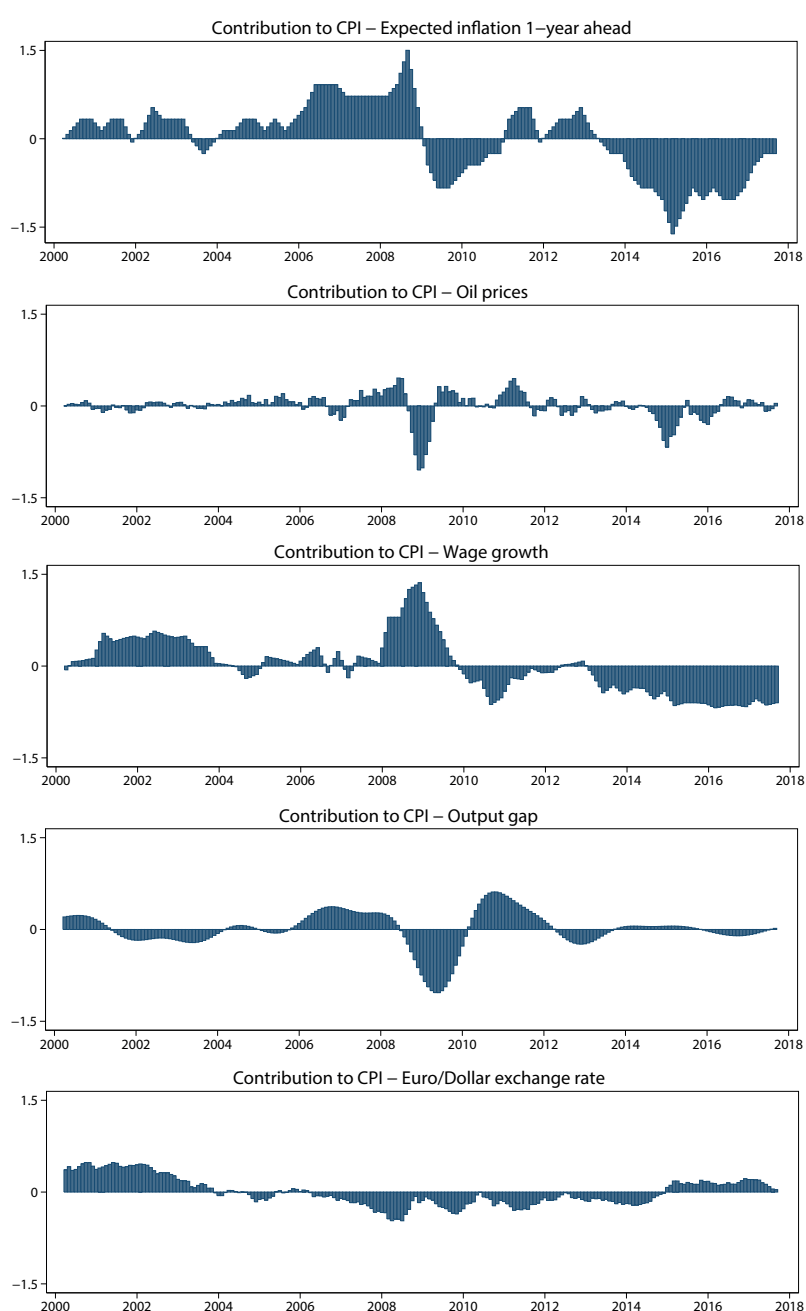 Contribution to CPI – Expected inflation 1–year ahead
1.5
0
–1.5
2000 2002 2004 2006 2008 2010 2012 2014 2016 2018
Contribution to CPI – Oil prices
1.5
0
–1.5
2000 2002 2004 2006 2008 2010 2012 2014 2016 2018
Contribution to CPI – Wage growth
1.5
0
–1.5
2000 2002 2004 2006 2008 2010 2012 2014 2016 2018
Contribution to CPI – Output gap
1.5
0
–1.5
2000 2002 2004 2006 2008 2010 2012 2014 2016 2018
Contribution to CPI – Euro/Dollar exchange rate
1.5
0
–1.5
2000 2002 2004 2006 2008 2010 2012 2014 2016 2018